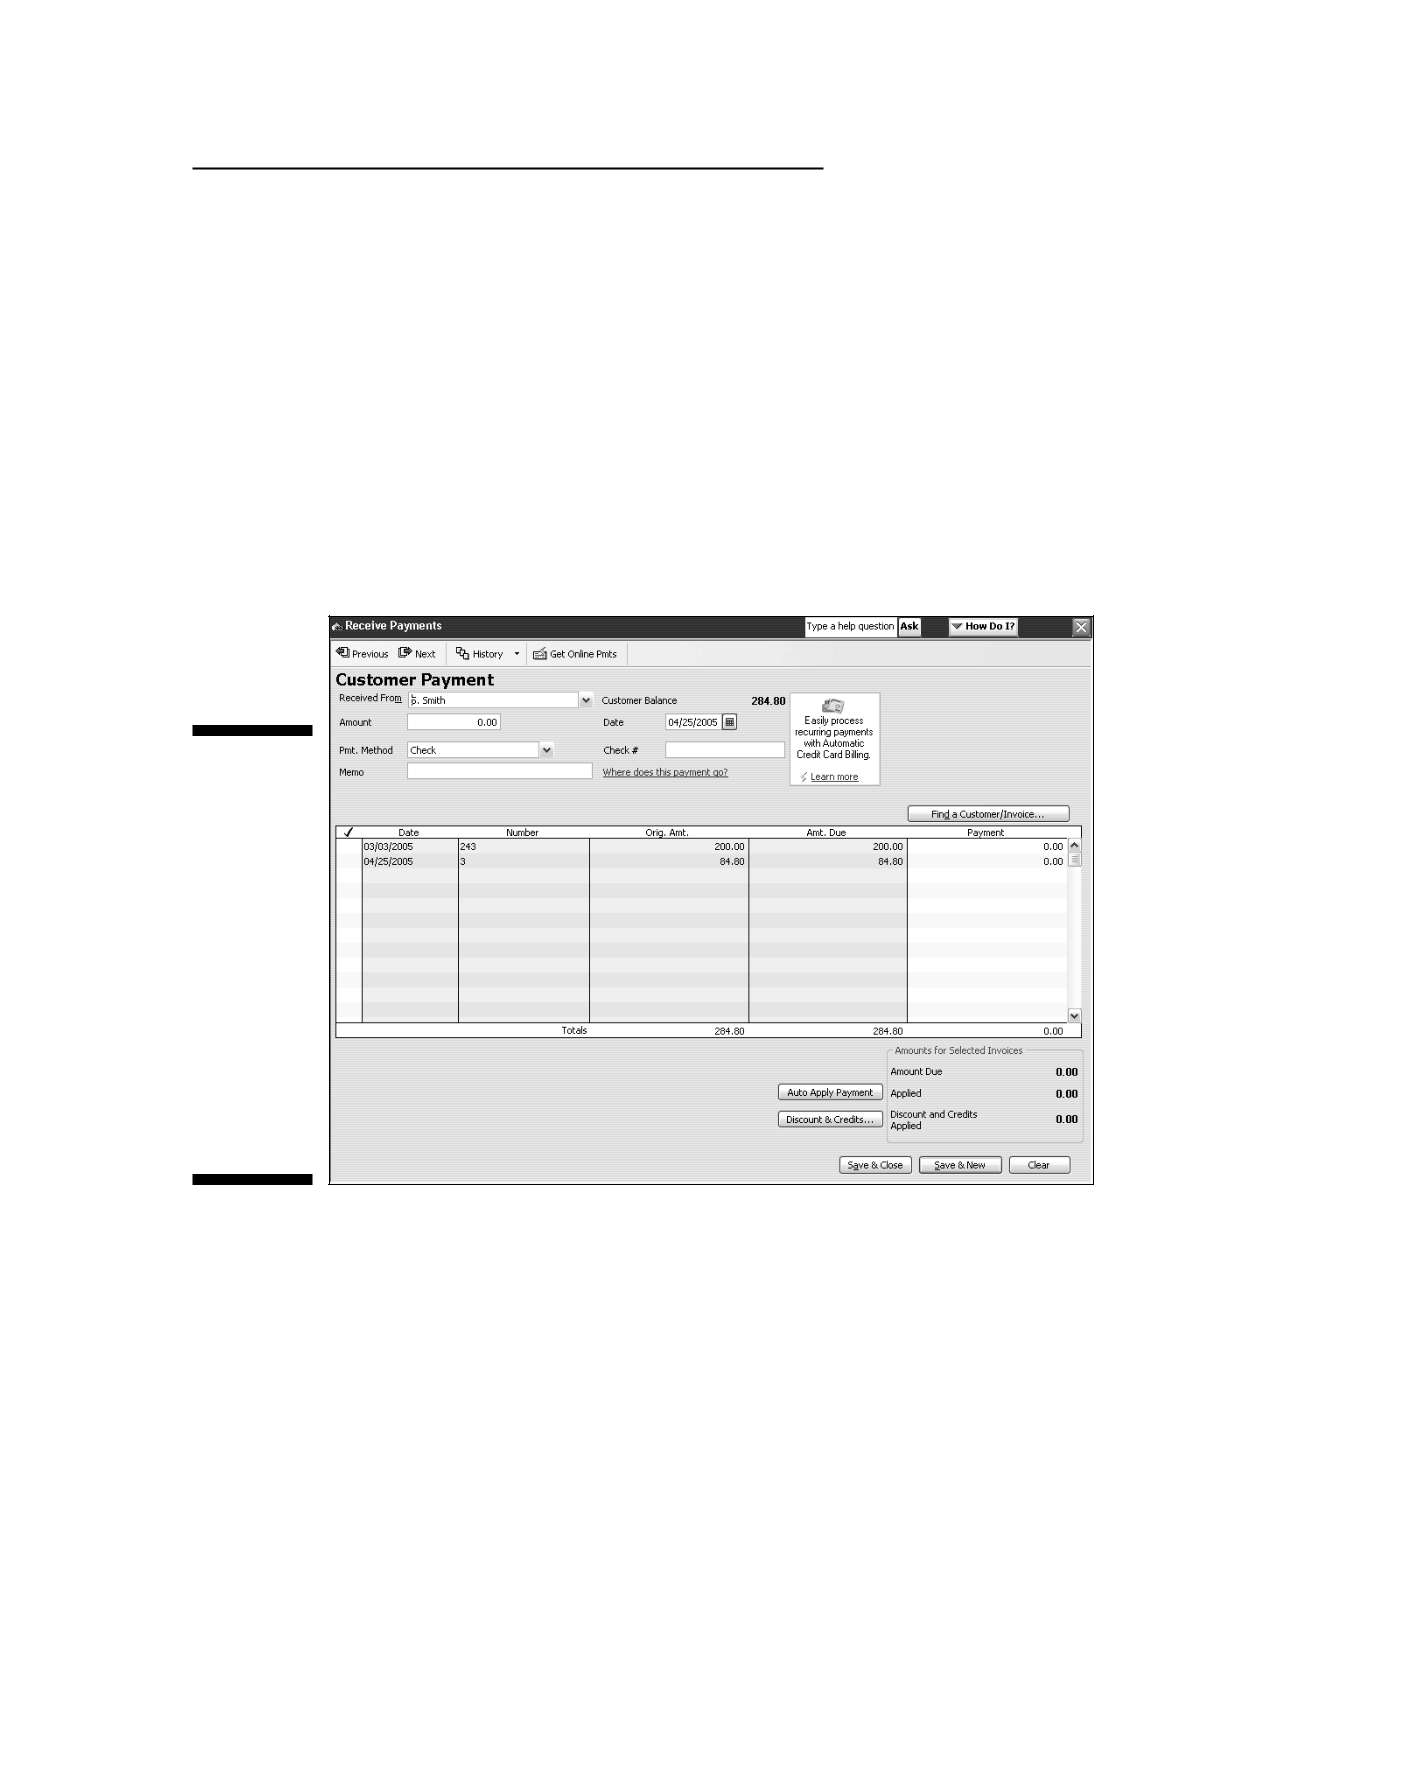 Receive Payments Type a help question Ask How Do I?
Previous Next History Get Online Pmts
Customer Payment
Received From Smith Customer Balance 284.80
Amount 0.00 Date 04/25/2005
Pmt. Method Check Check #
Memo Where does this payment go?
Easily process
recurring payments
with Automatic
Credit Card Billing.
Learn more
Find a Customer/Invoice...
Date Number Orig. Amt. Amt. Due Payment
03/03/2005 243 200.00 200.00 0.00
04/25/2005 3 84.80 84.80 0.00
Totals 284.80 284.80 0.00
Amounts for Selected Invoices
Amount Due 0.00
Auto Apply Payment Applied 0.00
Discount & Credits... Discount and Credits
Applied 0.00
Save & Close Save & New Clear